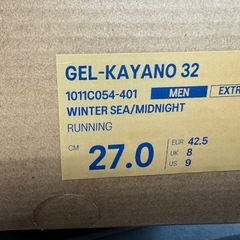 GEL-KAYANO 32
1011C054-401 MEN EXTR
WINTER SEA/MIDNIGHT
RUNNING
CM 27.0 EUR 42.5
UK 8
US 9